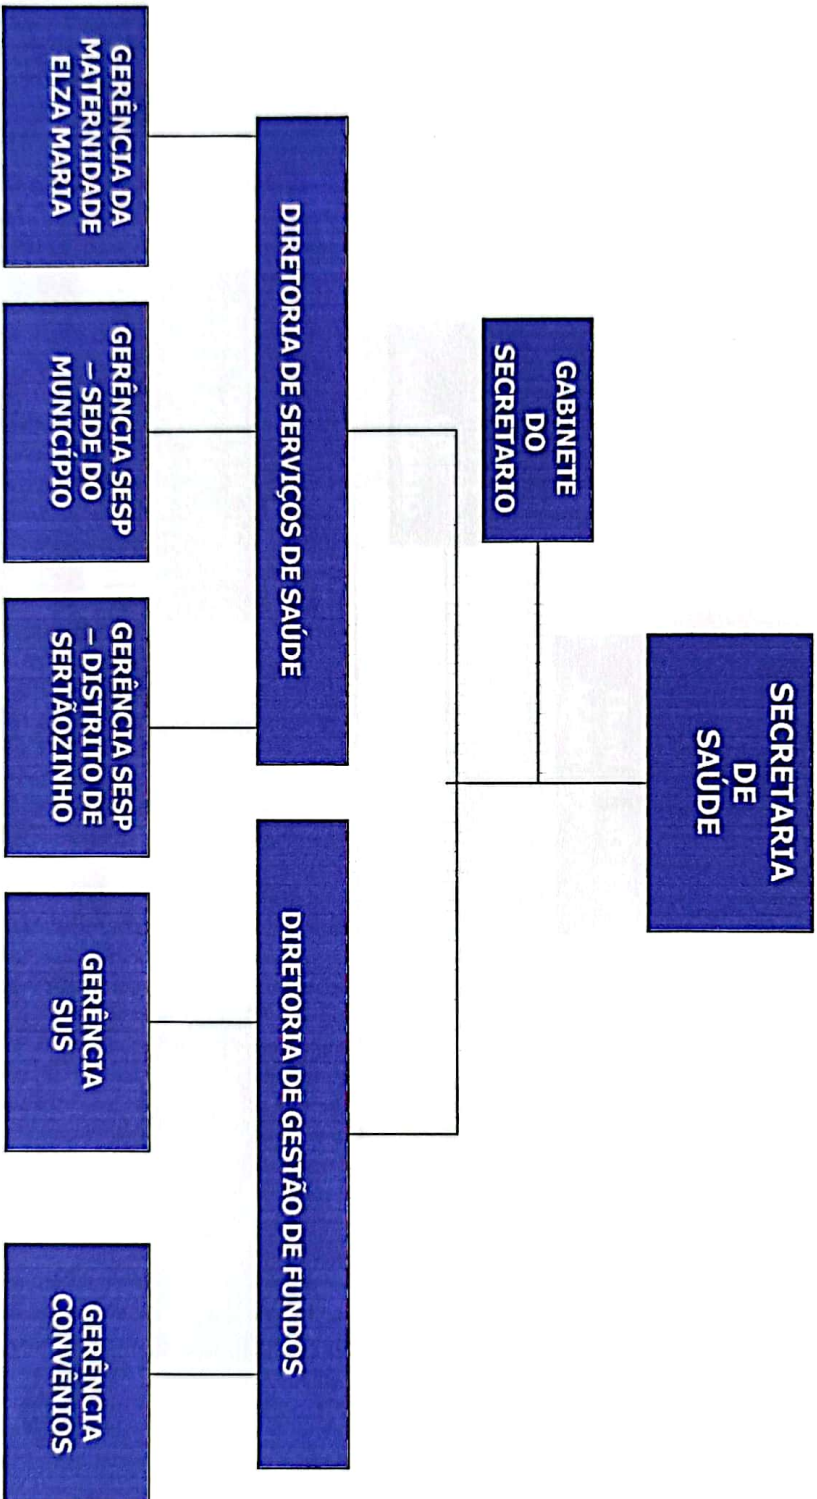 SECRETARIA
DE
SAÚDE
GABINETE
DO
SECRETARIO
DIRETORIA DE SERVIÇOS DE SAÚDE
DIRETORIA DE GESTÃO DE FUNDOS
GERÊNCIA DA
MATERNIDADE
ELZA MARIA
GERÊNCIA SESP
– SEDE DO
MUNICÍPIO
GERÊNCIA SESP
– DISTRITO DE
SERTÃOZINHO
GERÊNCIA
SUS
GERÊNCIA
CONVÊNIOS